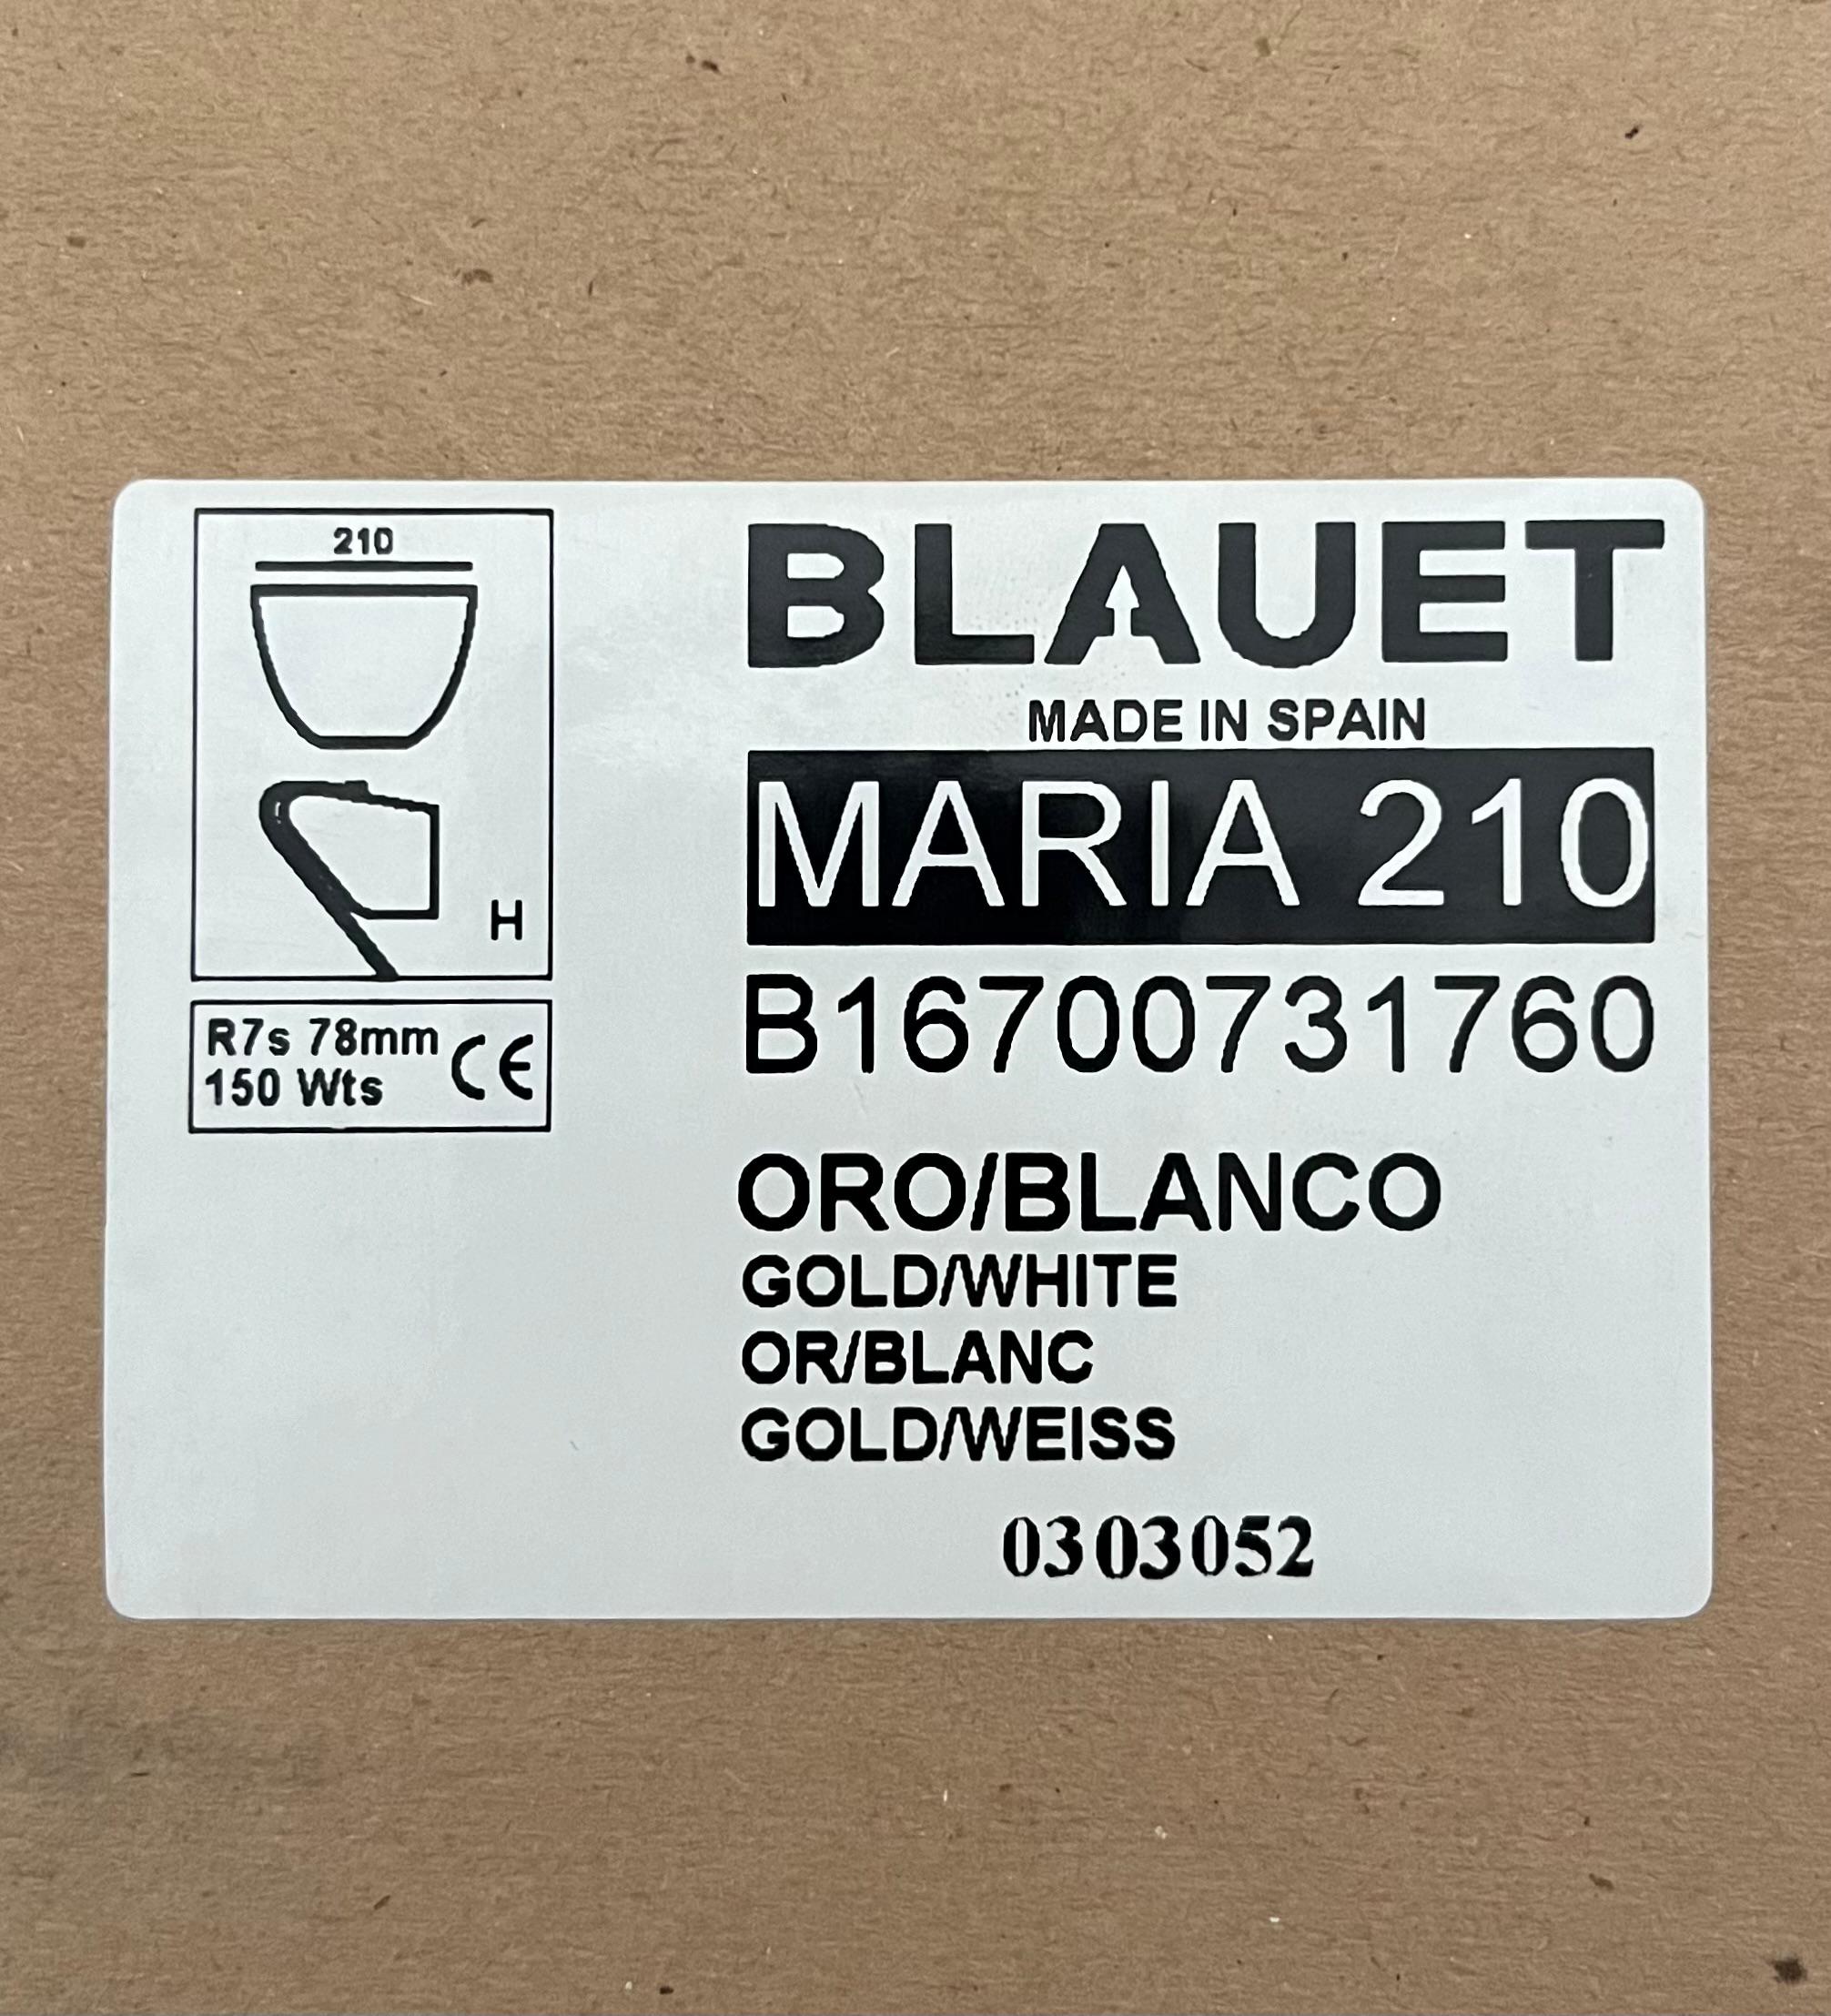 210
H
R7s 78mm
150 Wts
CE
BLAUET
MADE IN SPAIN
MARIA 210
B16700731760
ORO/BLANCO
GOLD/WHITE
OR/BLANC
GOLD/WEISS
0303052